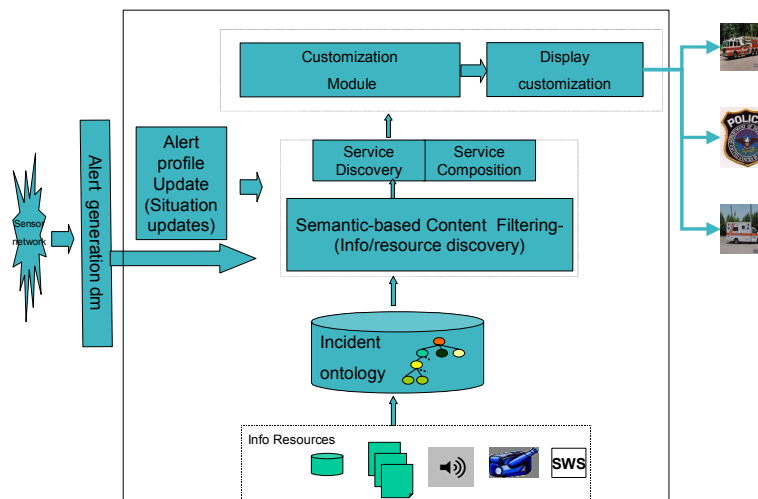 Customization
Module
Display
customization
POLICE
Alert
profile
Update
(Situation
updates)
Service
Discovery
Service
Composition
Sensor
network
Alert generation dm
Semantic-based Content Filtering-
(Info/resource discovery)
Incident
ontology
Info Resources
SWS